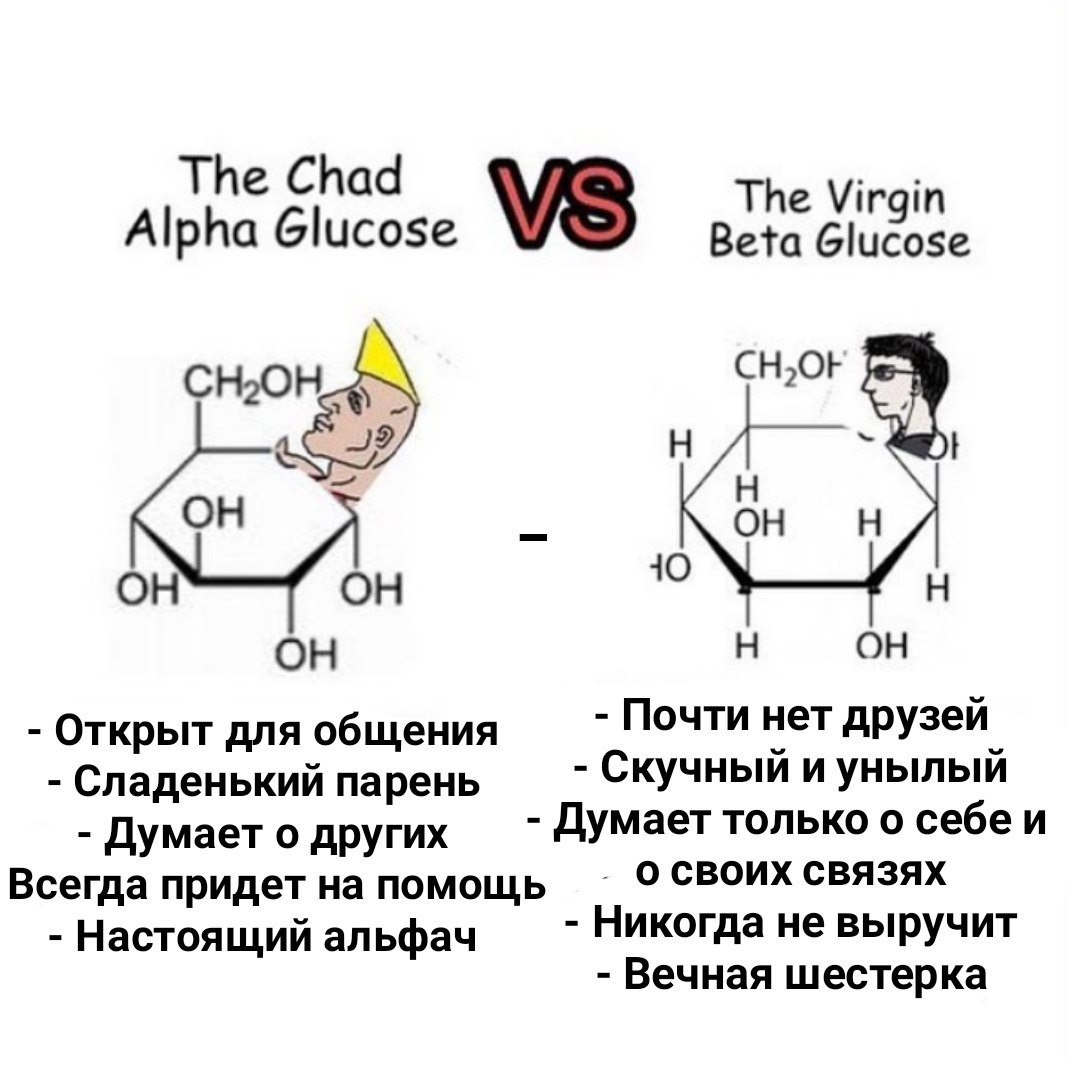 The Chad
Alpha Glucose
VS
The Virgin
Beta Glucose
CH₂OH
OH
OH
OH
OH
CH₂OH
OH
H
H
OH
H
HO
H
H
OH
-
- Открыт для общения
- Сладенький парень
- Думает о других
Всегда придет на помощь
- Настоящий альфач
- Почти нет друзей
- Скучный и унылый
- Думает только о себе и
о своих связях
- Никогда не выручит
- Вечная шестерка